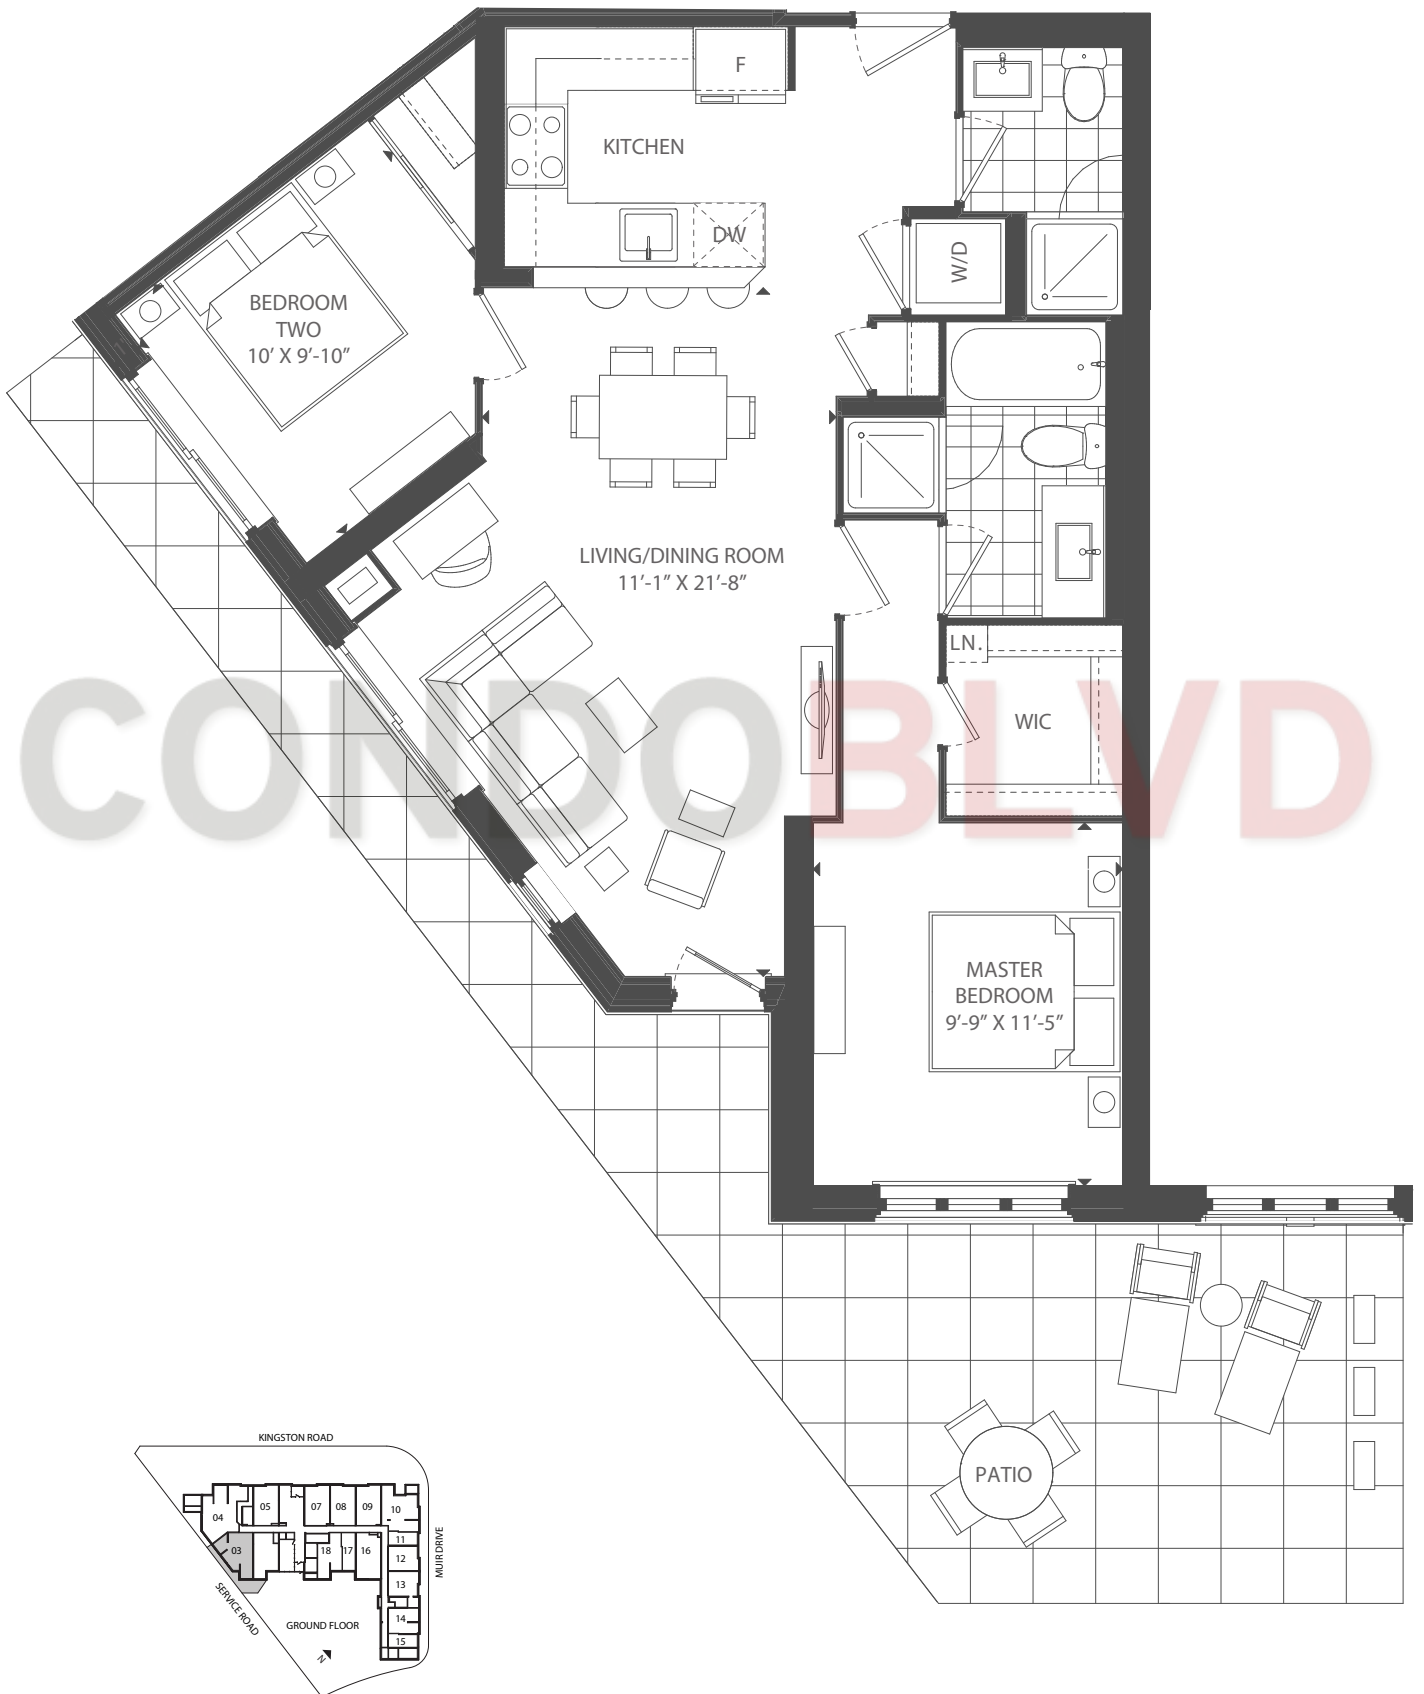 F
KITCHEN
DW
W/D
BEDROOM
TWO
10' X 9'-10"
LIVING/DINING ROOM
11'-1" X 21'-8"
LN.
WIC
CONDOBLVD
MASTER
BEDROOM
9'-9" X 11'-5"
PATIO
KINGSTON ROAD
04
05
07
08
09
10
03
18
17
16
11
12
13
14
15
MUIR DRIVE
SERVICE ROAD
GROUND FLOOR
N